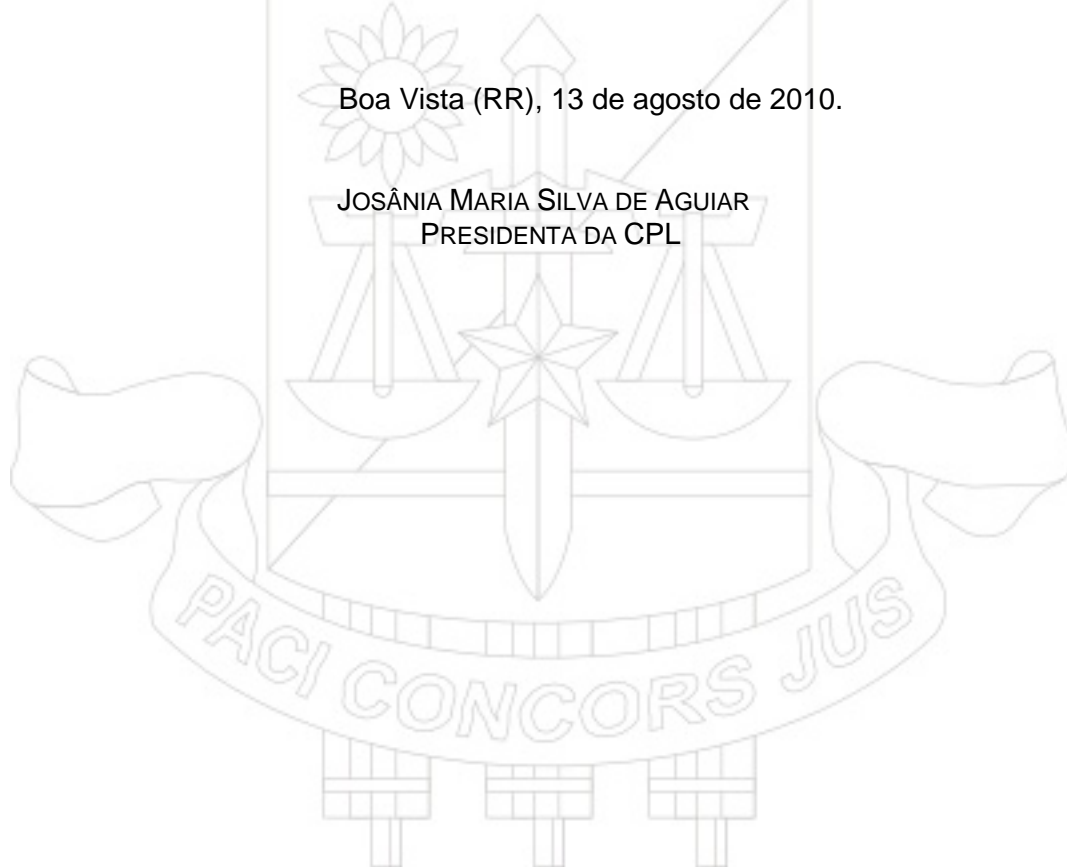 Boa Vista (RR), 13 de agosto de 2010.
JOSÂNIA MARIA SILVA DE AGUIAR
PRESIDENTA DA CPL
PACI CONCORS JUS